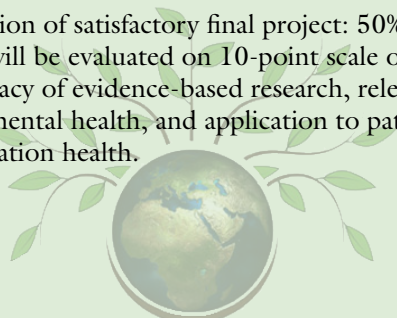 ion of satisfactory final project: 50%
vill be evaluated on 10-point scale o
acy of evidence-based research, rele
mental health, and application to pat
ation health.